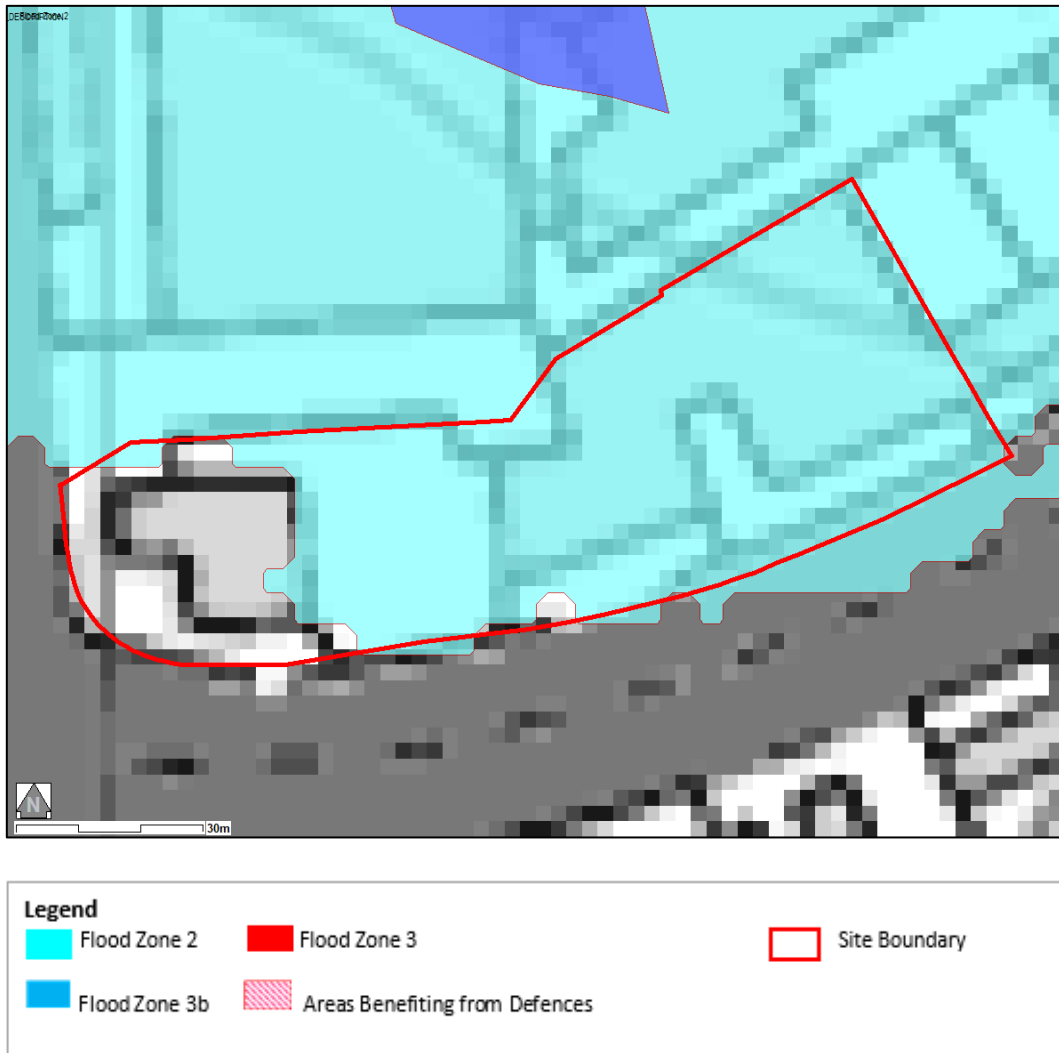 N
30m
Legend
Flood Zone 2
Flood Zone 3
Site Boundary
Flood Zone 3b
Areas Benefiting from Defences